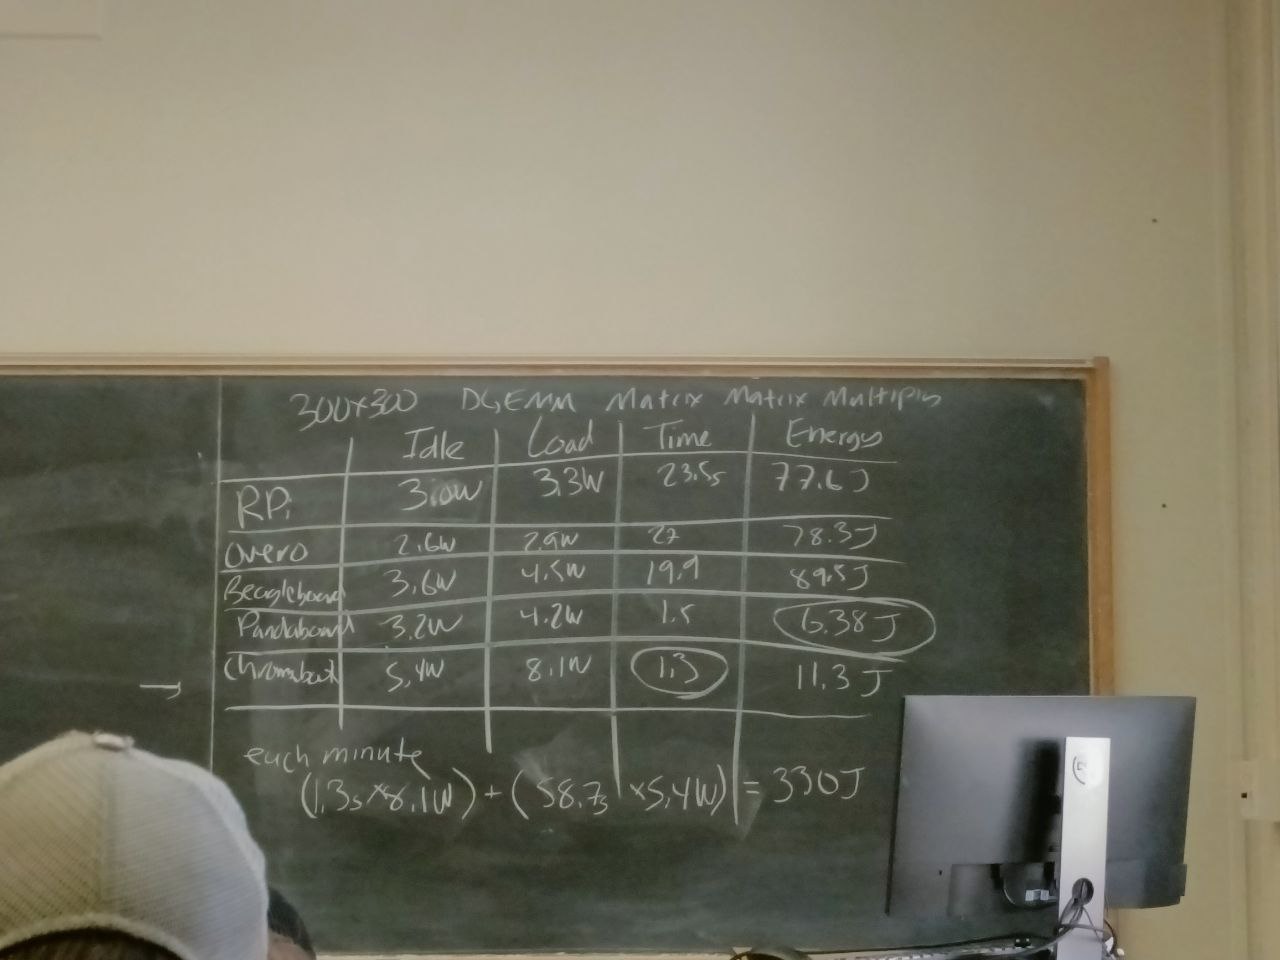 300x300 DGEMM Matrix Matrix Multiply
Idle Load Time Energy
RPi 3.0W 3.3W 23.5s 77.6J
Overo 2.6W 2.9W 27 78.3J
Beagleboard 3.6W 4.5W 19.9 89.5J
Pandaboard 3.2W 4.2W 1.5 6.38J
Chromebook 5.4W 8.1W 1.3 11.3J
each minute
(1.3s x 8.1W) + (58.7s x 5.4W) = 330J